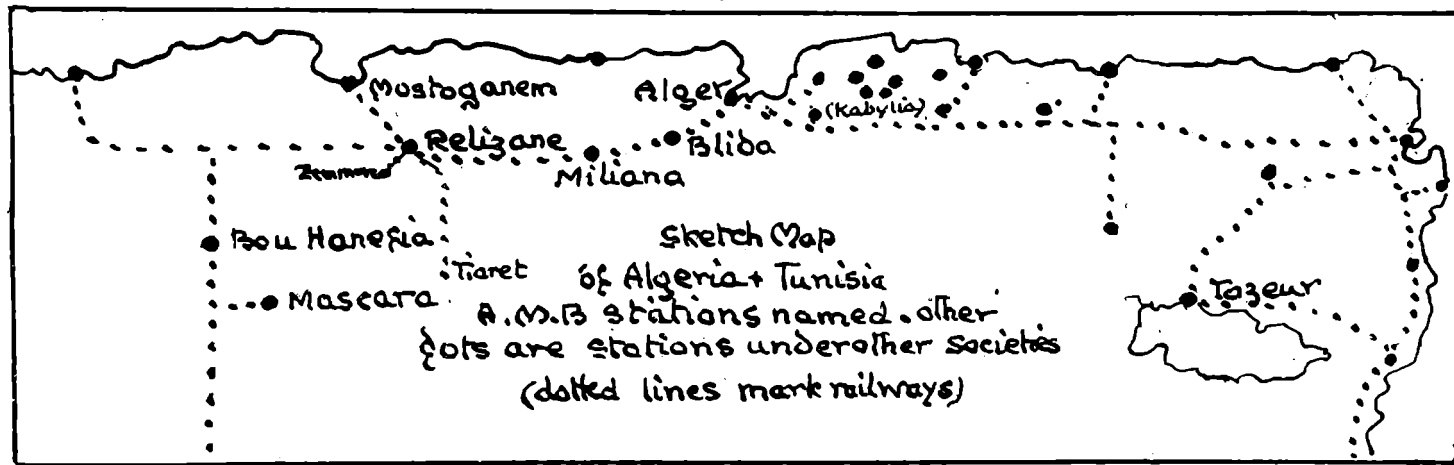 Mostoganem
Alger
(Kabylia)
Relizane
Blida
Zemmora
Miliana
Bou Hanefia
Tiaret
Mascara
Tozeur
Sketch Map
of Algeria + Tunisia
A.M.B stations named. other
dots are stations under other societies
(dotted lines mark railways)